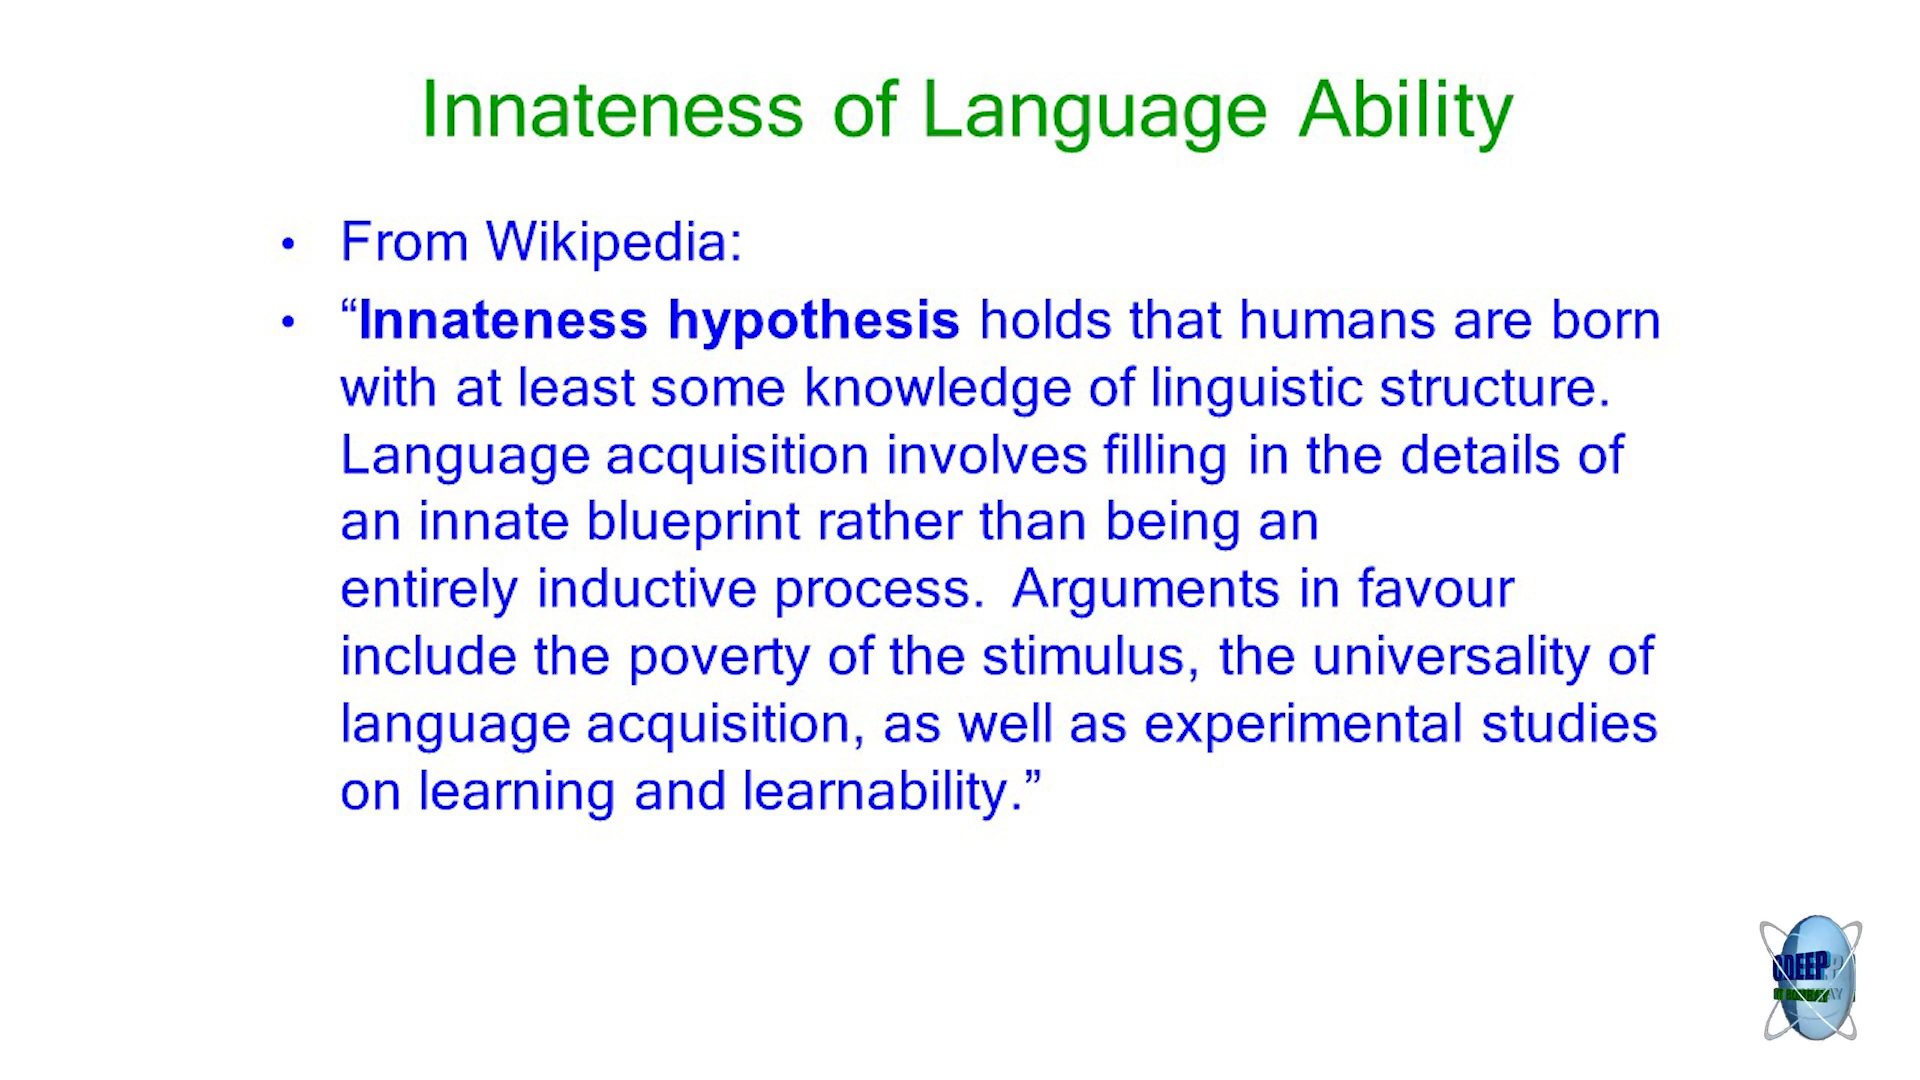 Innateness of Language Ability
• From Wikipedia:
• “Innateness hypothesis holds that humans are born
with at least some knowledge of linguistic structure.
Language acquisition involves filling in the details of
an innate blueprint rather than being an
entirely inductive process. Arguments in favour
include the poverty of the stimulus, the universality of
language acquisition, as well as experimental studies
on learning and learnability.”
CDEEP